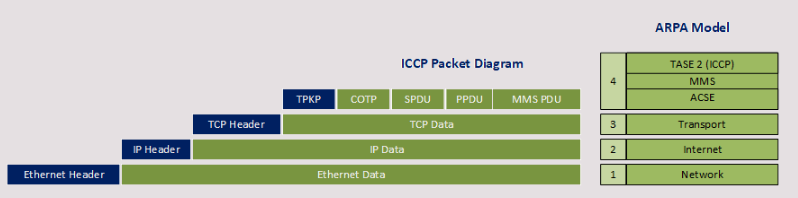 ARPA Model
ICCP Packet Diagram
TASE 2 (ICCP)
4 MMS
ACSE
TPKP COTP SPDU PPDU MMS PDU
TCP Header TCP Data 3 Transport
IP Header IP Data 2 Internet
Ethernet Header Ethernet Data 1 Network